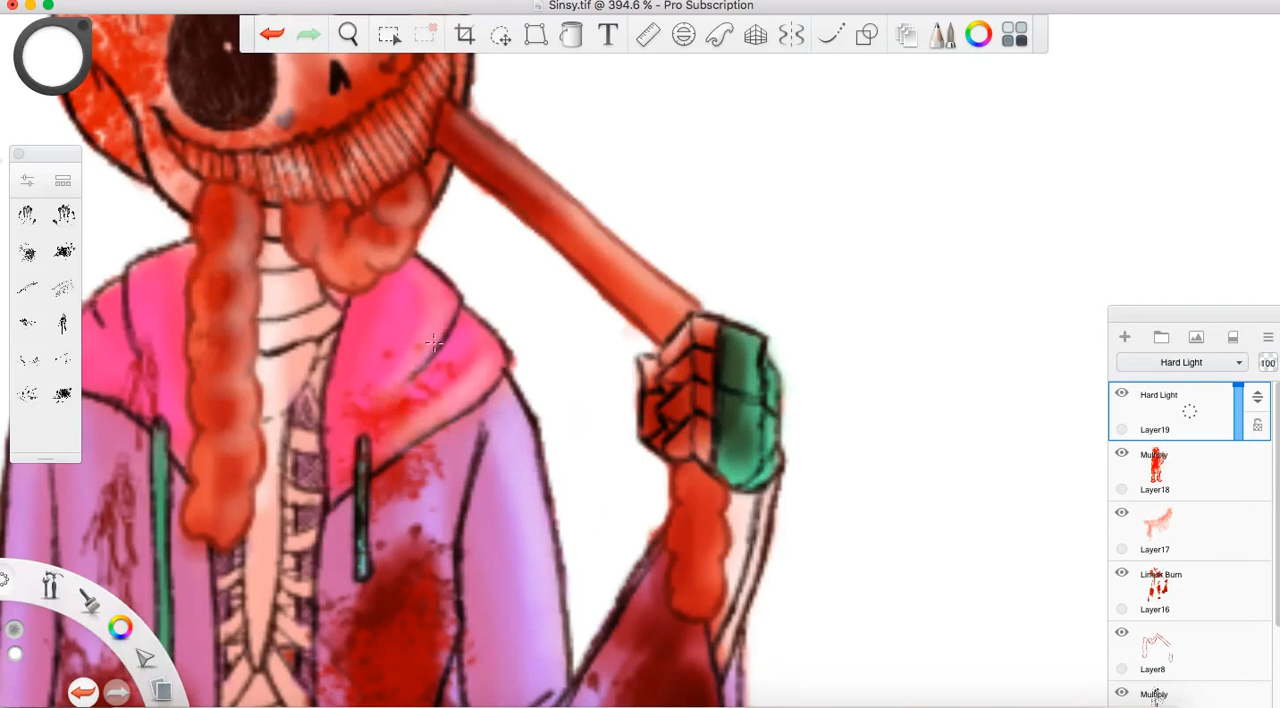 Sinsy.tif @ 394.6 % - Pro Subscription
T
Hard Light
100
Hard Light
Layer19
Multiply
Layer18
Layer17
Linear Burn
Layer16
Layer8
Multiply